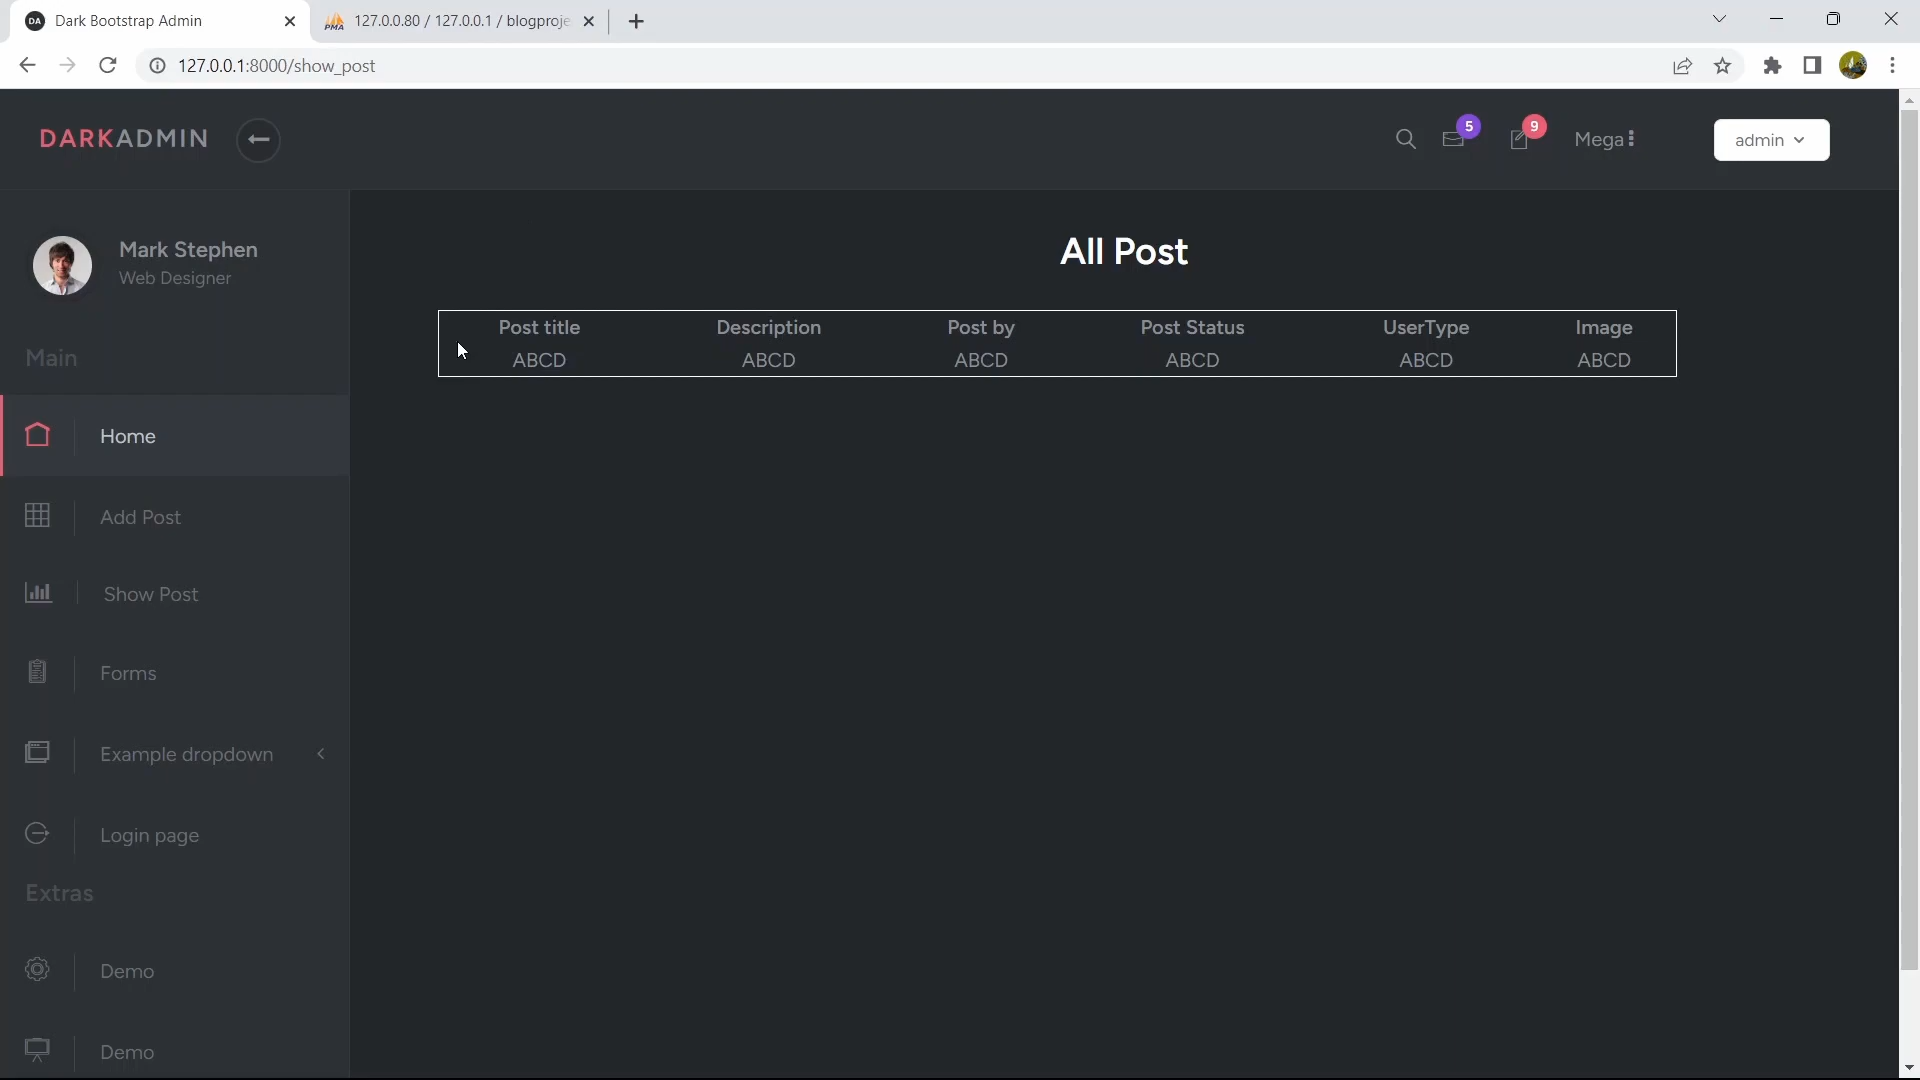 DA Dark Bootstrap Admin
PMA 127.0.0.80 / 127.0.0.1 / blogproje
127.0.0.1:8000/show_post
DARKADMIN
5
9
Mega
admin
Mark Stephen
Web Designer
Main
Home
Add Post
Show Post
Forms
Example dropdown
Login page
Extras
Demo
Demo
All Post
Post title Description Post by Post Status UserType Image
ABCD ABCD ABCD ABCD ABCD ABCD